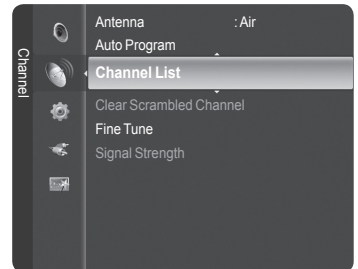 Channel
Antenna : Air
Auto Program
Channel List
Clear Scrambled Channel
Fine Tune
Signal Strength